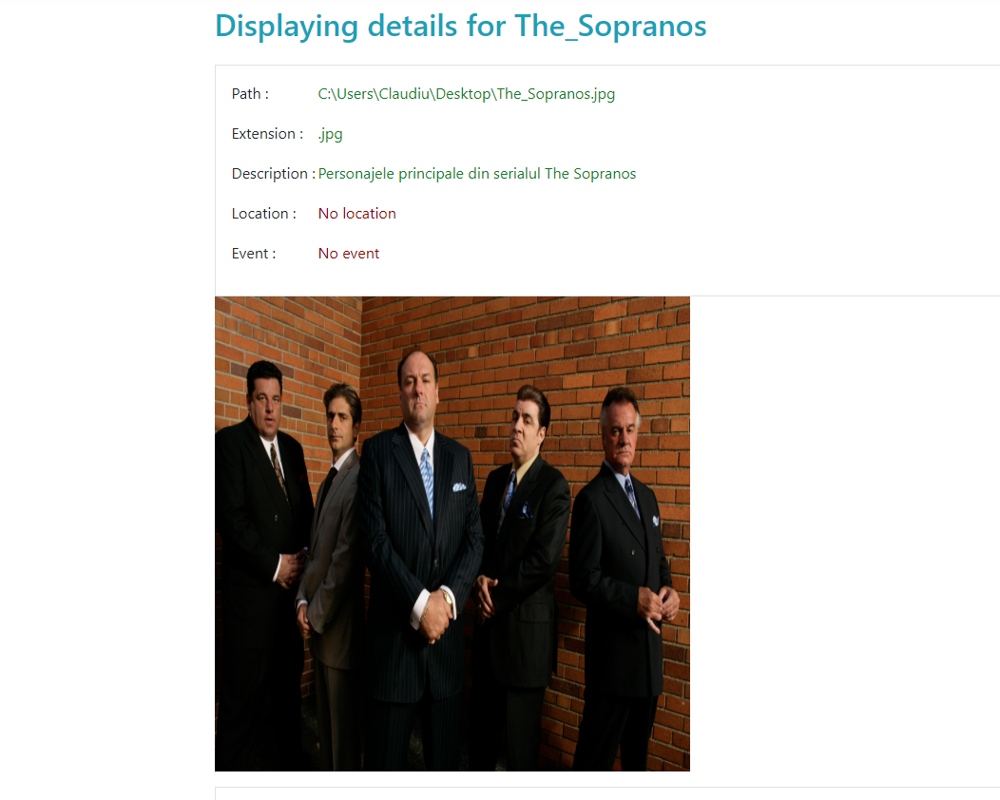 Displaying details for The_Sopranos
Path : C:\Users\Claudiu\Desktop\The_Sopranos.jpg
Extension : .jpg
Description : Personajele principale din serialul The Sopranos
Location : No location
Event : No event